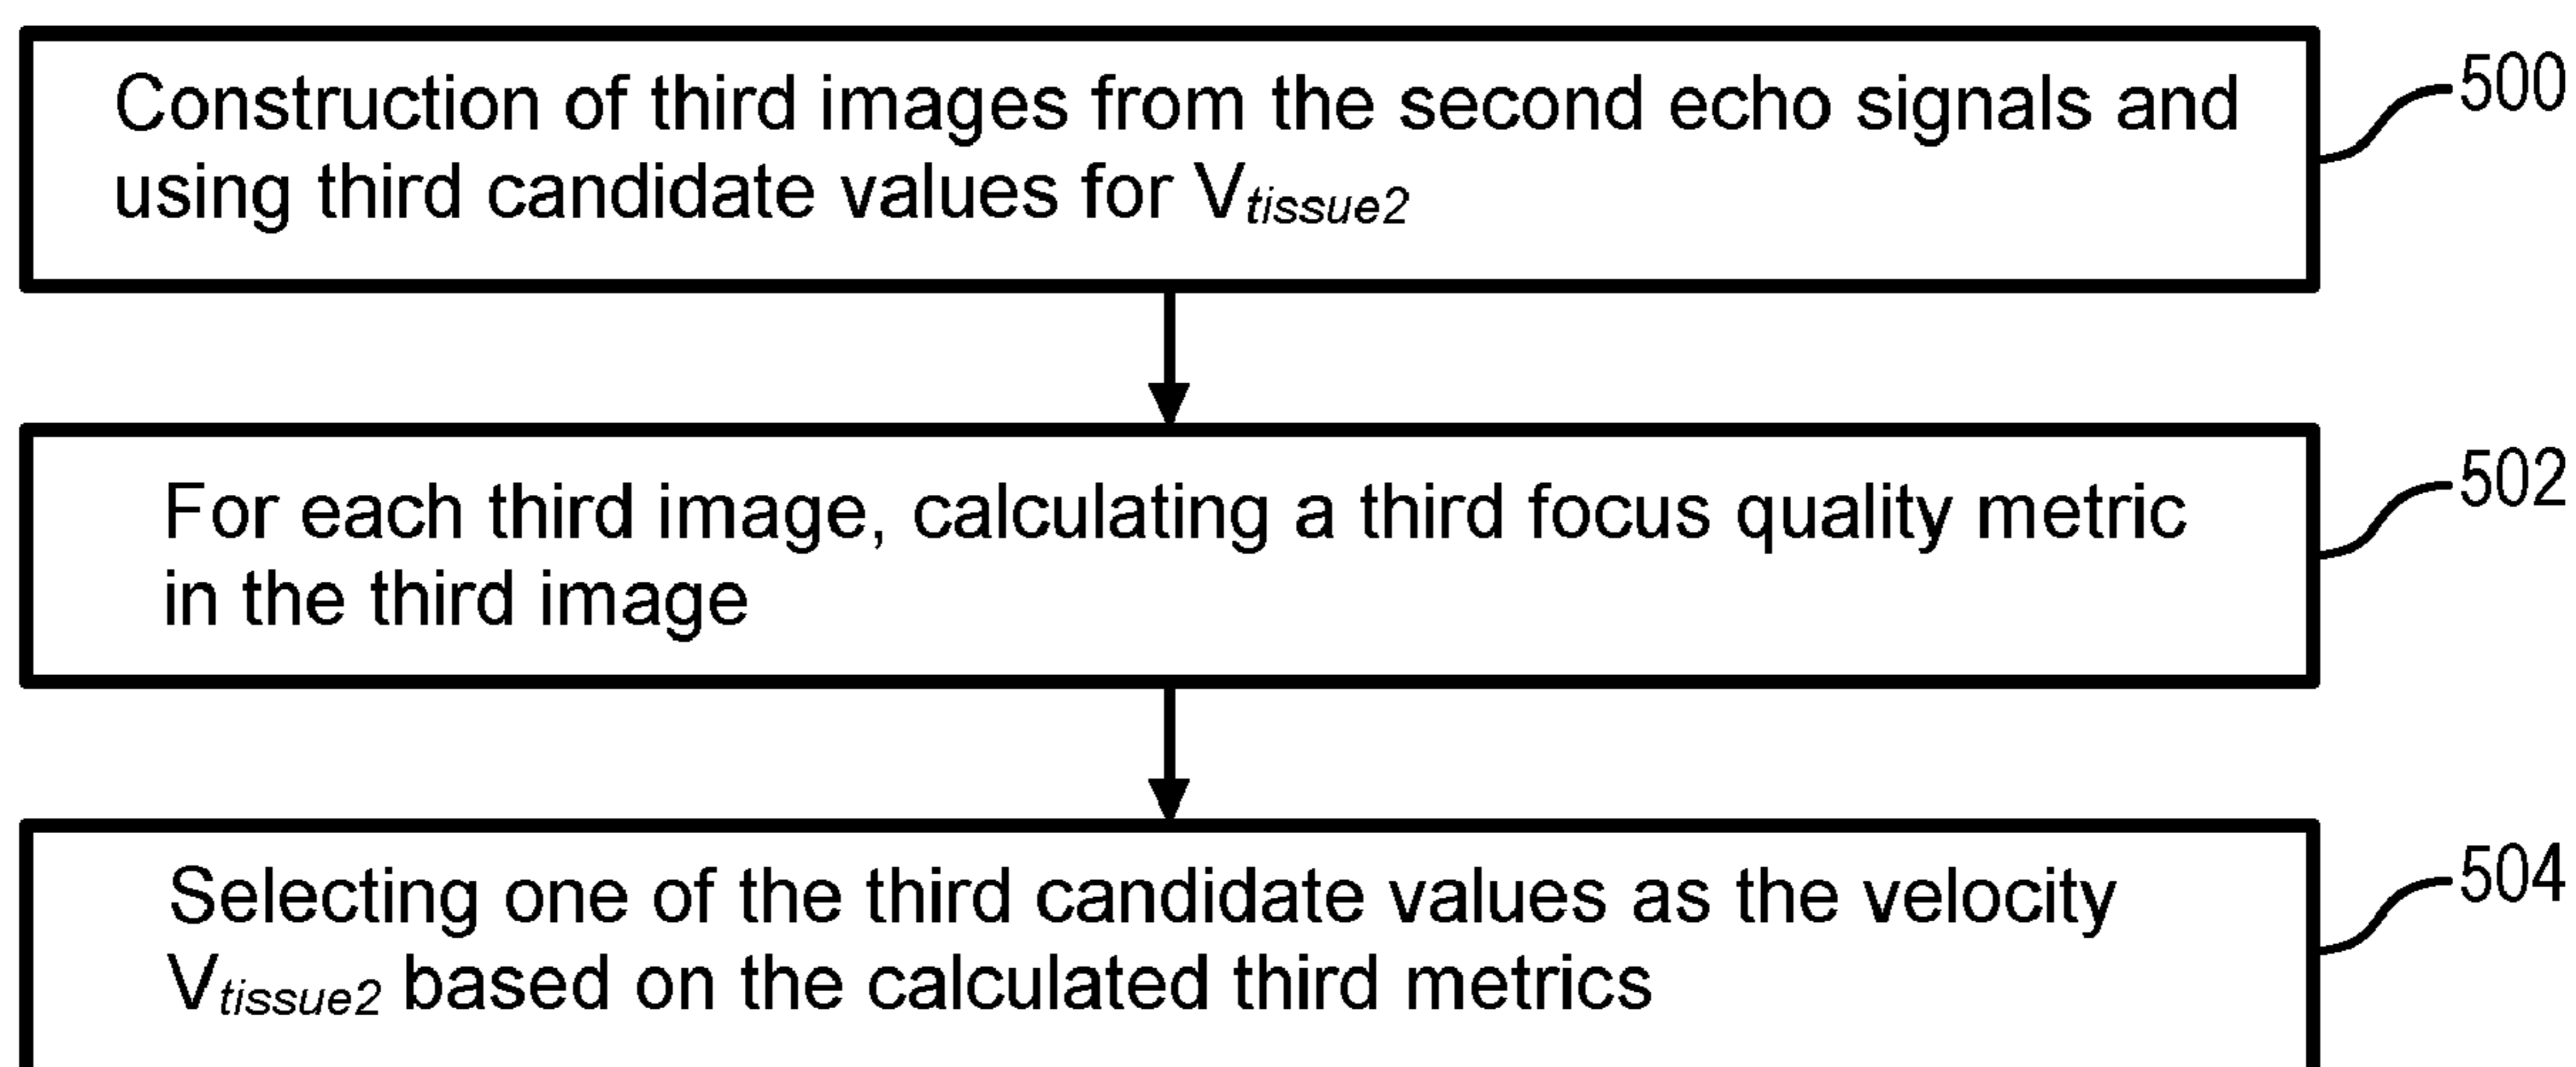 Construction of third images from the second echo signals and
using third candidate values for Vtissue2
500
For each third image, calculating a third focus quality metric
in the third image
502
Selecting one of the third candidate values as the velocity
Vtissue2 based on the calculated third metrics
504